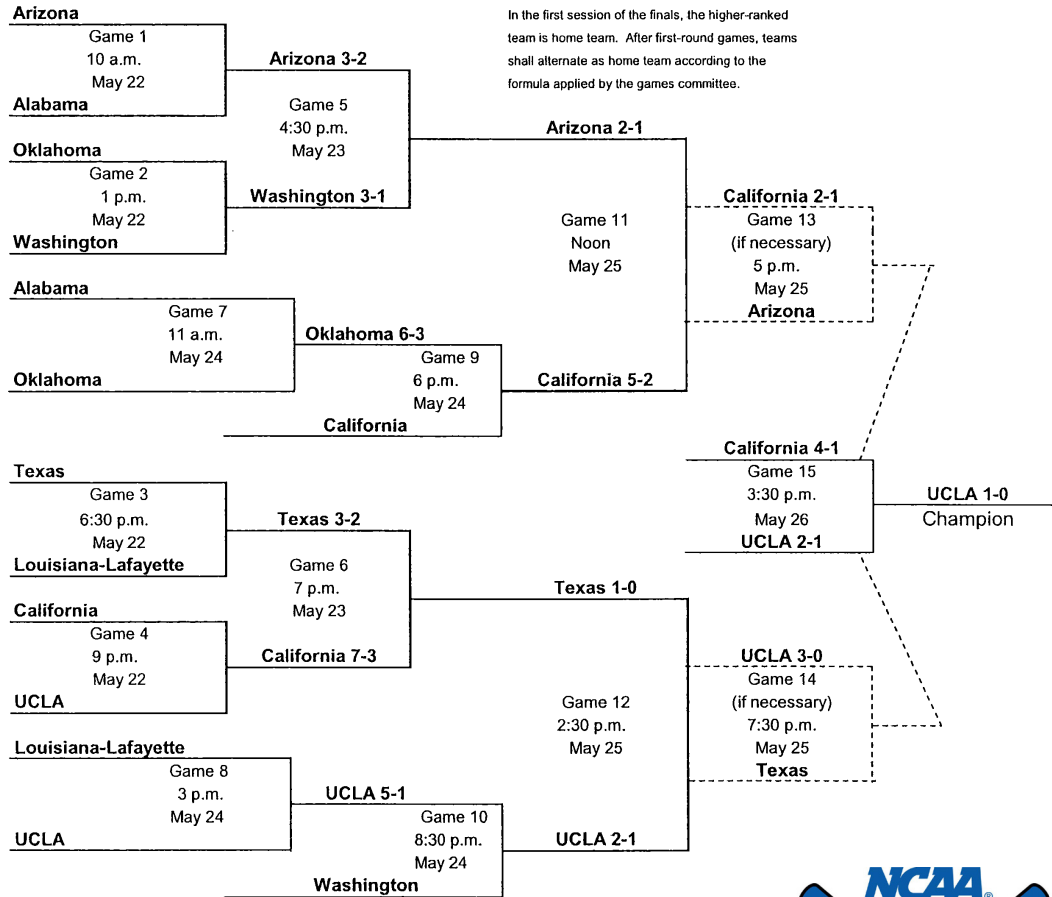 In the first session of the finals, the higher-ranked
team is home team. After first-round games, teams
shall alternate as home team according to the
formula applied by the games committee.
Arizona
Game 1
10 a.m.
May 22
Alabama
Arizona 3-2
Game 5
4:30 p.m.
May 23
Oklahoma
Game 2
1 p.m.
May 22
Washington
Washington 3-1
Arizona 2-1
Game 11
Noon
May 25
California 2-1
Game 13
(if necessary)
5 p.m.
May 25
Arizona
Alabama
Game 7
11 a.m.
May 24
Oklahoma
Oklahoma 6-3
Game 9
6 p.m.
May 24
California
California 5-2
California 4-1
Game 15
3:30 p.m.
May 26
UCLA 2-1
UCLA 1-0
Champion
Texas
Game 3
6:30 p.m.
May 22
Louisiana-Lafayette
Texas 3-2
Game 6
7 p.m.
May 23
California
Game 4
9 p.m.
May 22
UCLA
California 7-3
Texas 1-0
Game 12
2:30 p.m.
May 25
UCLA 3-0
Game 14
(if necessary)
7:30 p.m.
May 25
Texas
Louisiana-Lafayette
Game 8
3 p.m.
May 24
UCLA
UCLA 5-1
Game 10
8:30 p.m.
May 24
Washington
UCLA 2-1
NCAA®